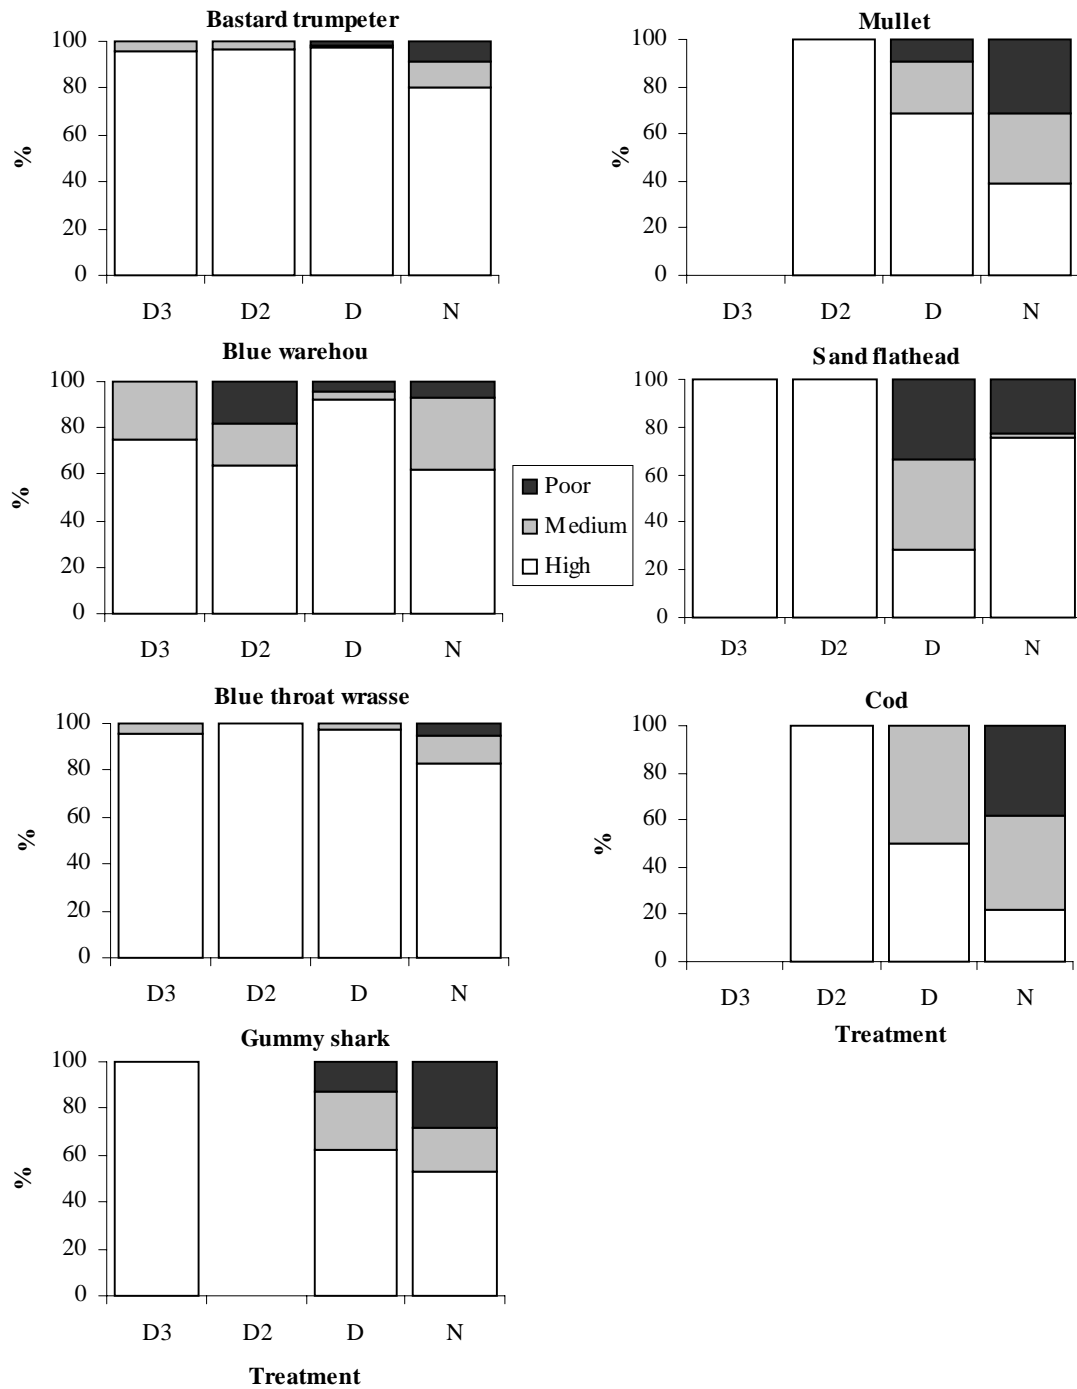 Bastard trumpeter
100
80
60
40
20
0
%
D3 D2 D N
Mullet
100
80
60
40
20
0
%
D3 D2 D N
Blue warehou
100
80
60
40
20
0
%
D3 D2 D N
Poor
Medium
High
Sand flathead
100
80
60
40
20
0
%
D3 D2 D N
Blue throat wrasse
100
80
60
40
20
0
%
D3 D2 D N
Cod
100
80
60
40
20
0
%
D3 D2 D N
Treatment
Gummy shark
100
80
60
40
20
0
%
D3 D2 D N
Treatment